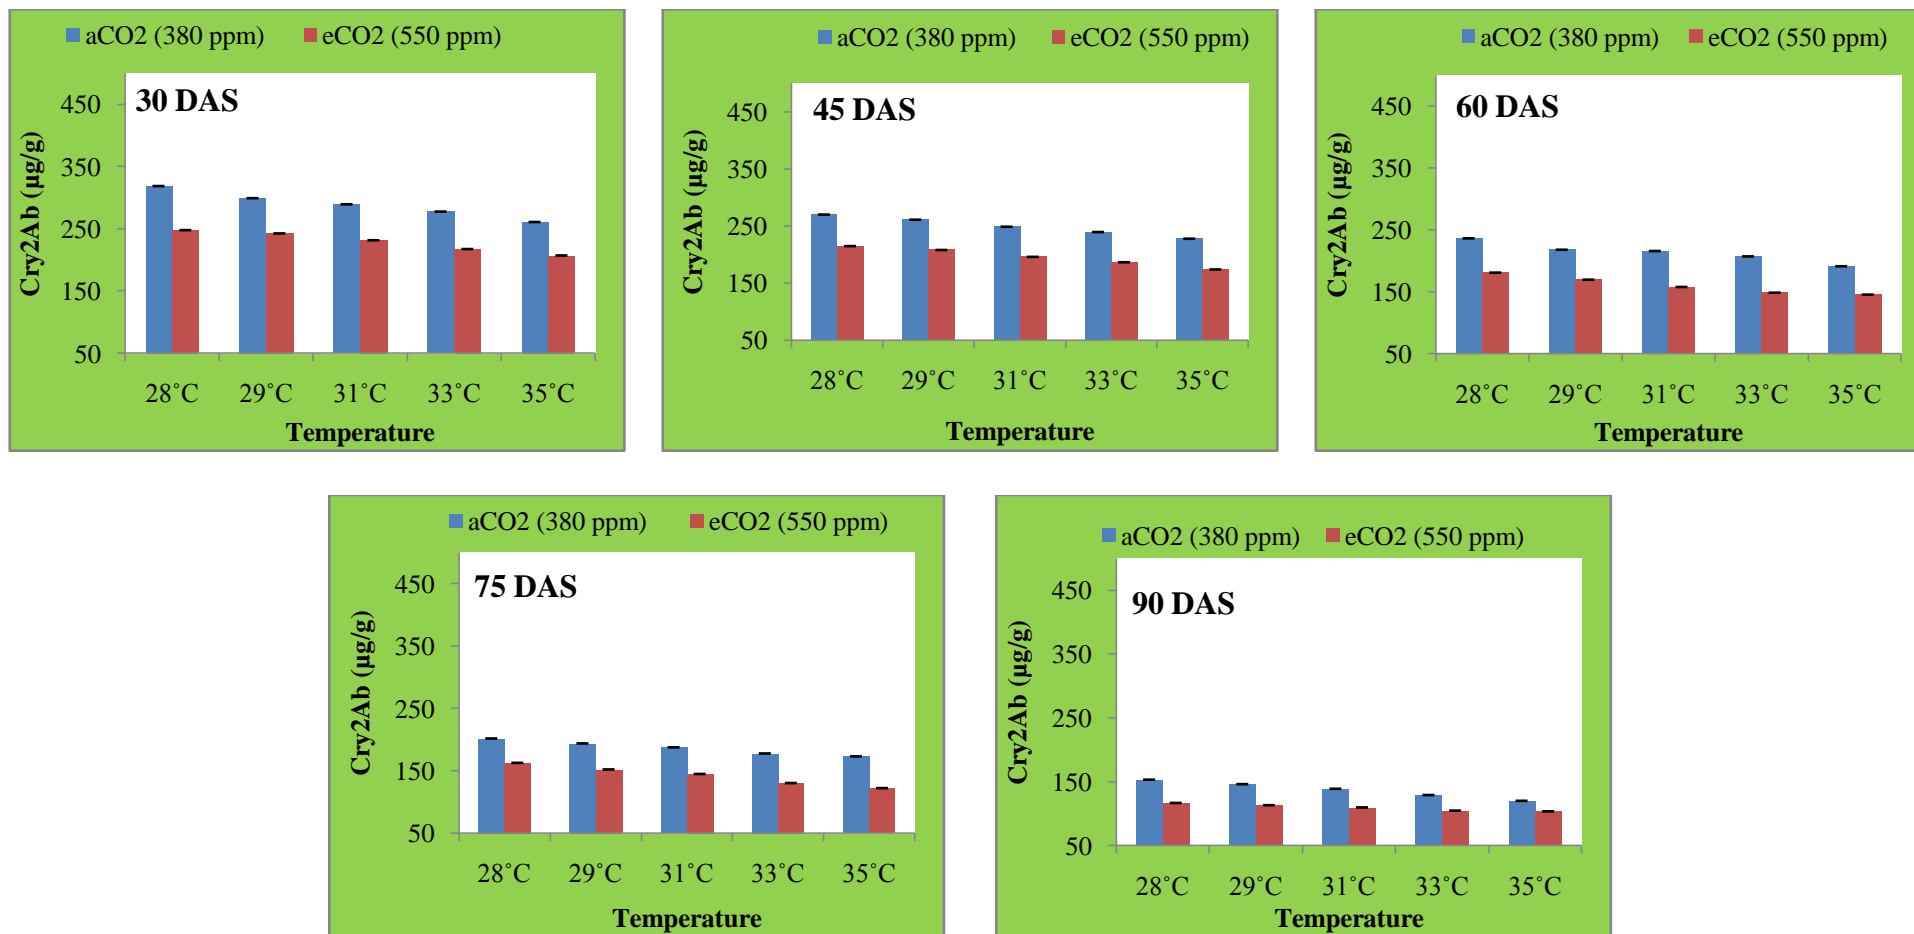 aCO2 (380 ppm) eCO2 (550 ppm)
30 DAS
Cry2Ab (µg/g)
450
350
250
150
50
28˚C 29˚C 31˚C 33˚C 35˚C
Temperature
aCO2 (380 ppm) eCO2 (550 ppm)
45 DAS
Cry2Ab (µg/g)
450
350
250
150
50
28˚C 29˚C 31˚C 33˚C 35˚C
Temperature
aCO2 (380 ppm) eCO2 (550 ppm)
60 DAS
Cry2Ab (µg/g)
450
350
250
150
50
28˚C 29˚C 31˚C 33˚C 35˚C
Temperature
aCO2 (380 ppm) eCO2 (550 ppm)
75 DAS
Cry2Ab (µg/g)
450
350
250
150
50
28˚C 29˚C 31˚C 33˚C 35˚C
Temperature
aCO2 (380 ppm) eCO2 (550 ppm)
90 DAS
Cry2Ab (µg/g)
450
350
250
150
50
28˚C 29˚C 31˚C 33˚C 35˚C
Temperature